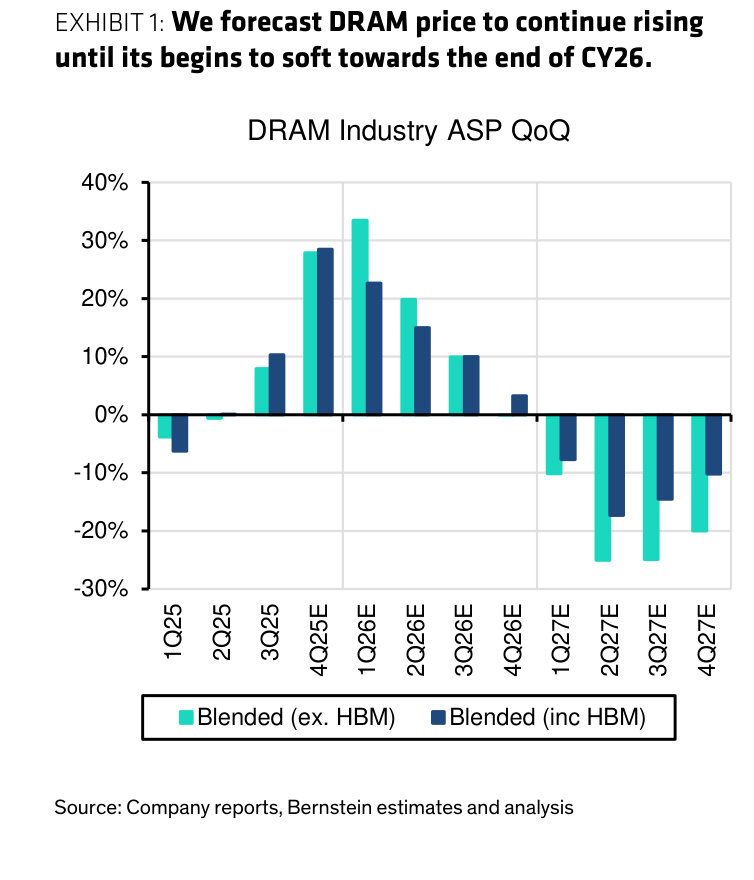 EXHIBIT 1: We forecast DRAM price to continue rising
until its begins to soft towards the end of CY26.
DRAM Industry ASP QoQ
40%
30%
20%
10%
0%
-10%
-20%
-30%
1Q25
2Q25
3Q25
4Q25E
1Q26E
2Q26E
3Q26E
4Q26E
1Q27E
2Q27E
3Q27E
4Q27E
Blended (ex. HBM) Blended (inc HBM)
Source: Company reports, Bernstein estimates and analysis